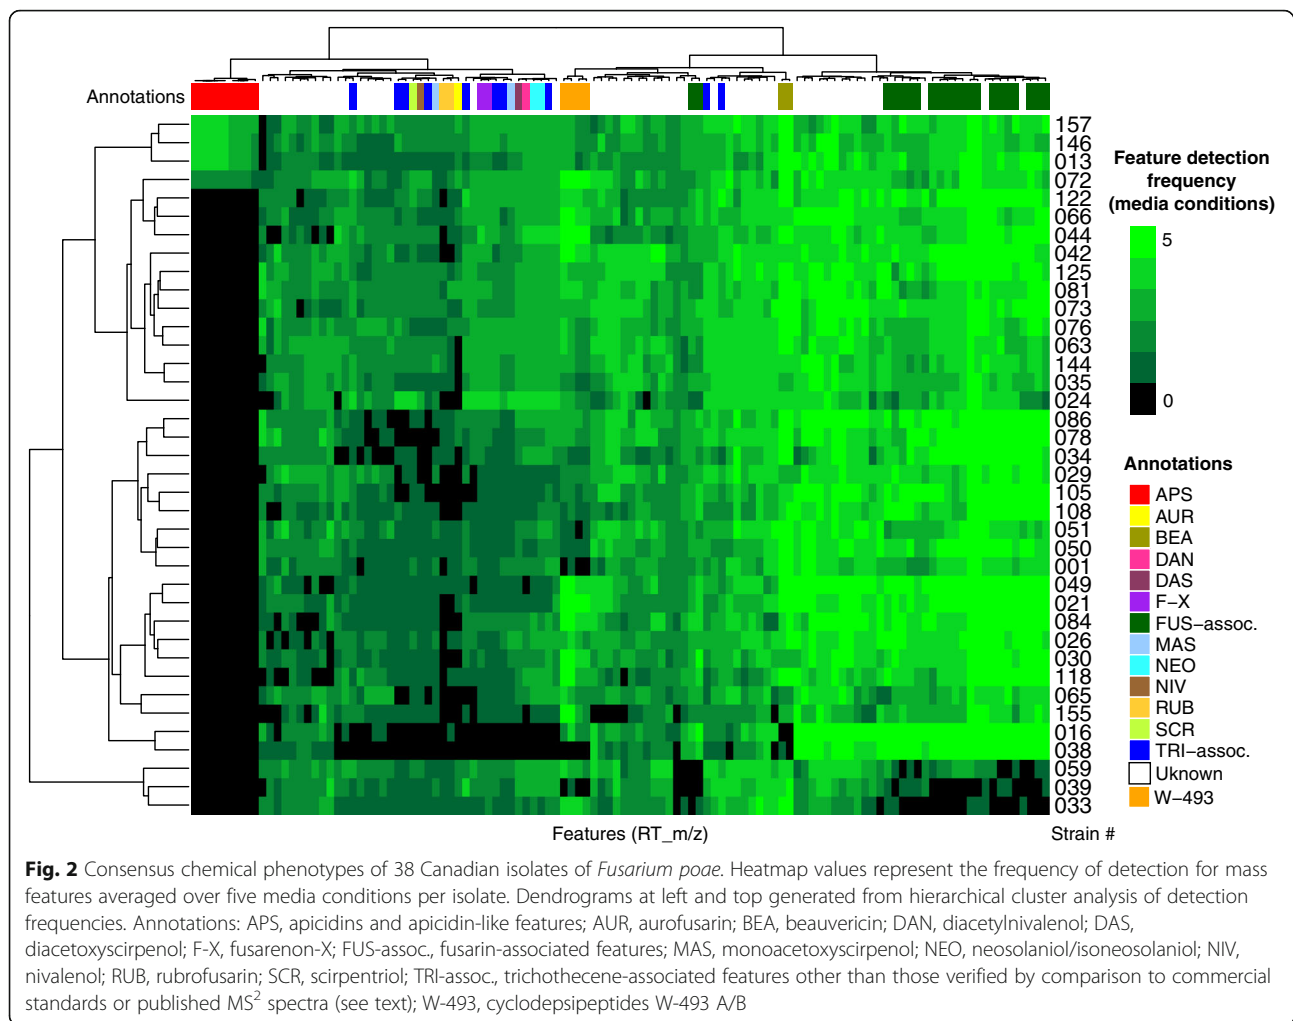 Annotations
157
146
013
072
122
066
044
042
125
081
073
076
063
144
035
024
086
078
034
029
105
108
051
050
001
049
021
084
026
030
118
065
155
016
038
059
039
033
Features (RT_m/z)
Strain #
Feature detection
frequency
(media conditions)
5
0
Annotations
APS
AUR
BEA
DAN
DAS
F-X
FUS-assoc.
MAS
NEO
NIV
RUB
SCR
TRI-assoc.
Uknown
W-493
Fig. 2 Consensus chemical phenotypes of 38 Canadian isolates of Fusarium poae. Heatmap values represent the frequency of detection for mass
features averaged over five media conditions per isolate. Dendrograms at left and top generated from hierarchical cluster analysis of detection
frequencies. Annotations: APS, apicidins and apicidin-like features; AUR, aurofusarin; BEA, beauvericin; DAN, diacetylnivalenol; DAS,
diacetoxyscirpenol; F-X, fusarenon-X; FUS-assoc., fusarin-associated features; MAS, monoacetoxyscirpenol; NEO, neosolaniol/isoneosolaniol; NIV,
nivalenol; RUB, rubrofusarin; SCR, scirpentriol; TRI-assoc., trichothecene-associated features other than those verified by comparison to commercial
standards or published MS² spectra (see text); W-493, cyclodepsipeptides W-493 A/B